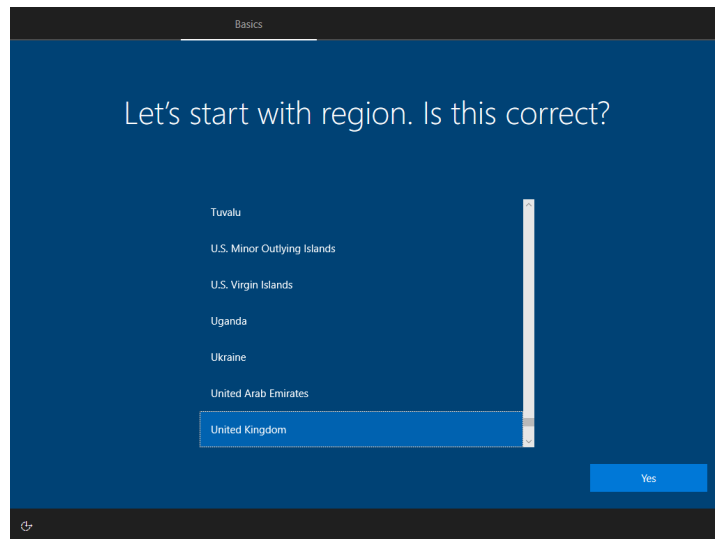 Basics
Let's start with region. Is this correct?
Tuvalu
U.S. Minor Outlying Islands
U.S. Virgin Islands
Uganda
Ukraine
United Arab Emirates
United Kingdom
Yes